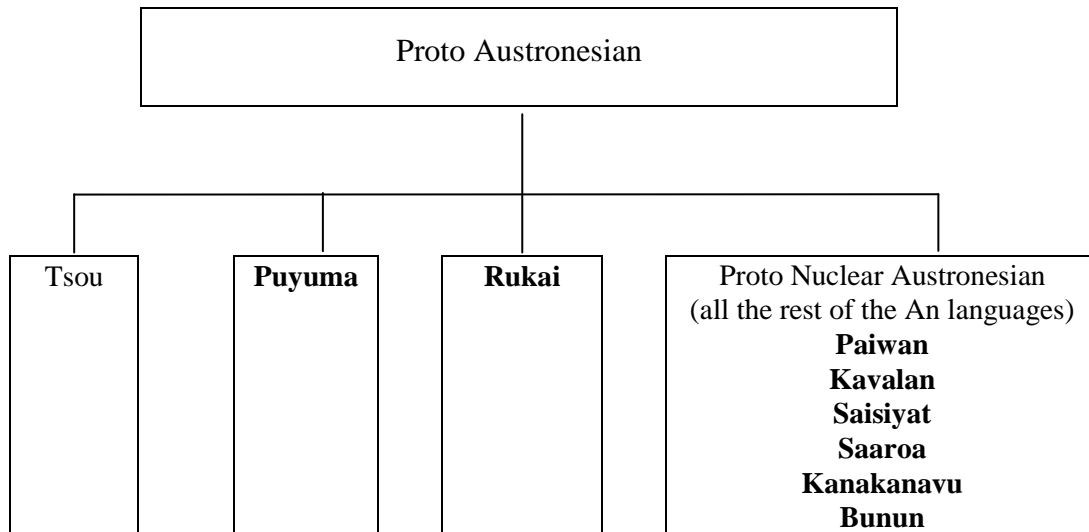 Proto Austronesian
Tsou
Puyuma
Rukai
Proto Nuclear Austronesian
(all the rest of the An languages)
Paiwan
Kavalan
Saisiyat
Saaroa
Kanakanavu
Bunun